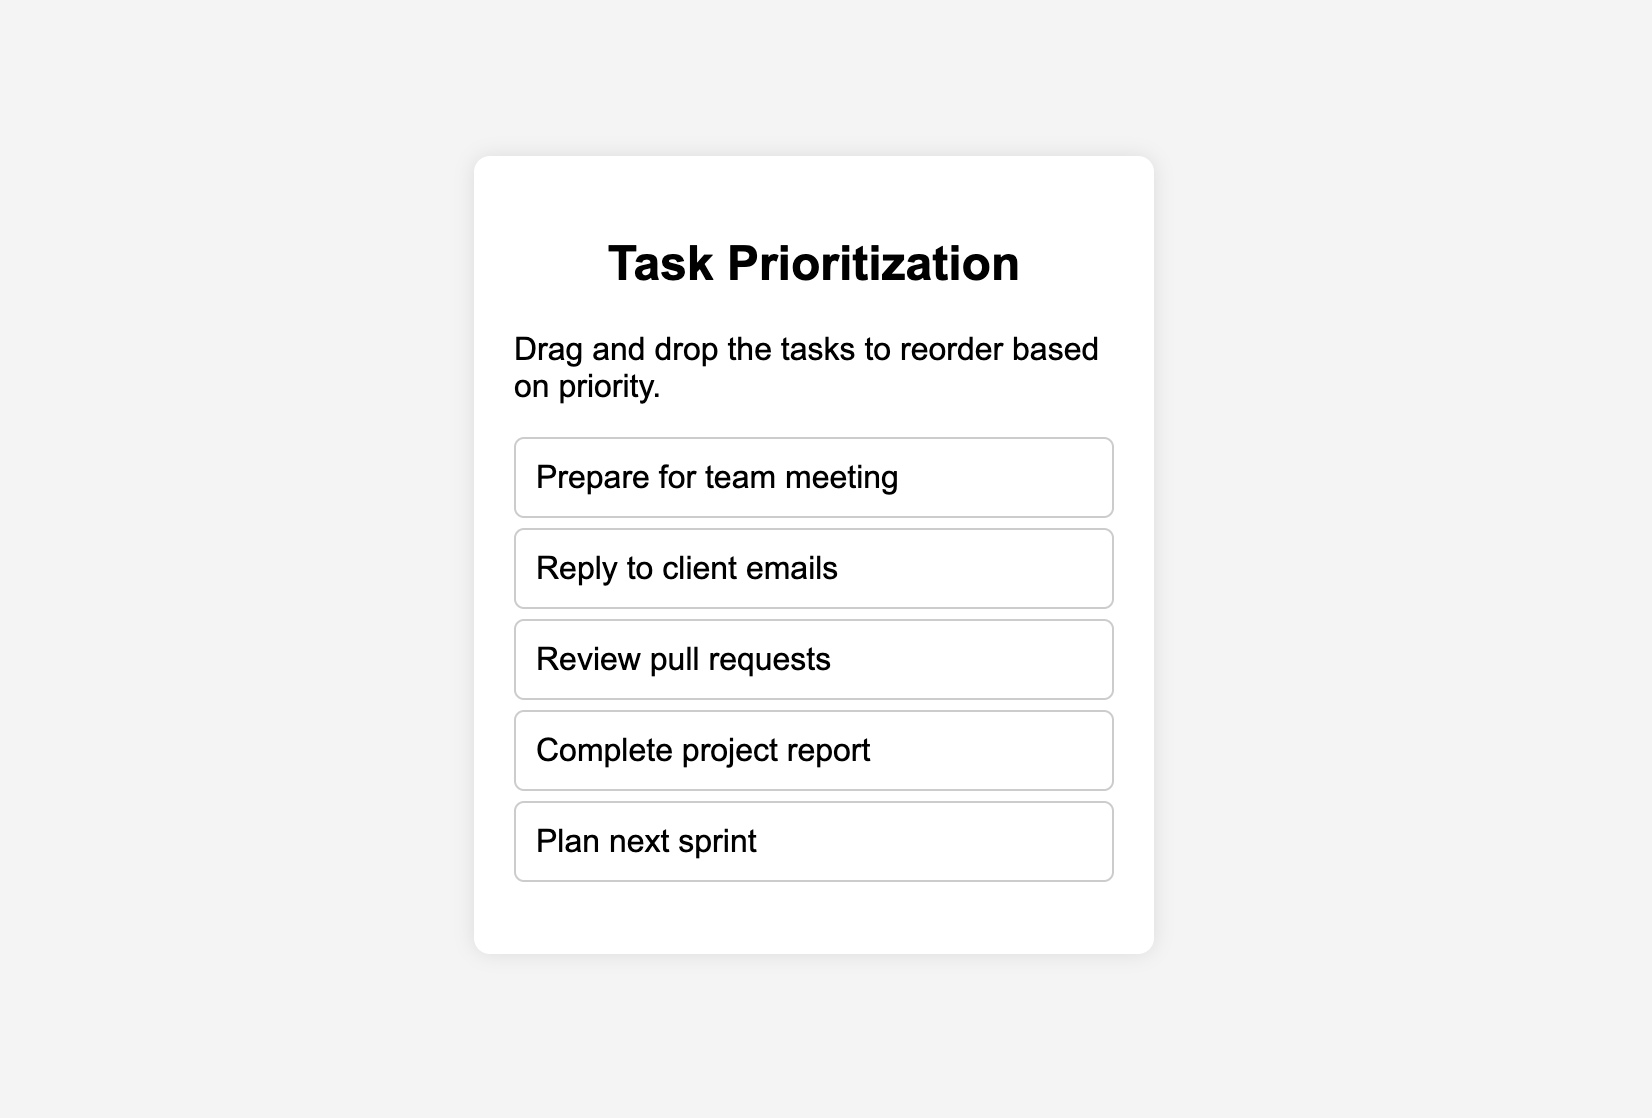 Task Prioritization
Drag and drop the tasks to reorder based
on priority.
Prepare for team meeting
Reply to client emails
Review pull requests
Complete project report
Plan next sprint